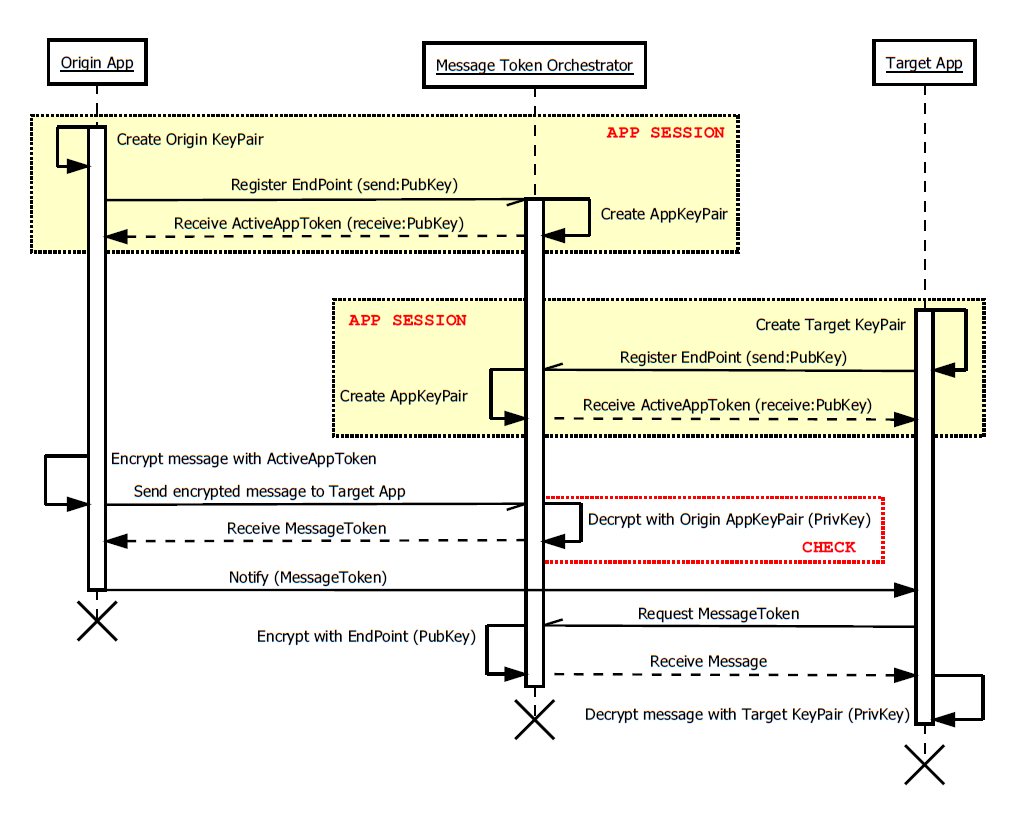 Origin App
Message Token Orchestrator
Target App
Create Origin KeyPair
APP SESSION
Register EndPoint (send:PubKey)
Create AppKeyPair
Receive ActiveAppToken (receive:PubKey)
APP SESSION
Create Target KeyPair
Register EndPoint (send:PubKey)
Create AppKeyPair
Receive ActiveAppToken (receive:PubKey)
Encrypt message with ActiveAppToken
Send encrypted message to Target App
Decrypt with Origin AppKeyPair (PrivKey)
Receive MessageToken
CHECK
Notify (MessageToken)
Request MessageToken
Encrypt with EndPoint (PubKey)
Receive Message
Decrypt message with Target KeyPair (PrivKey)